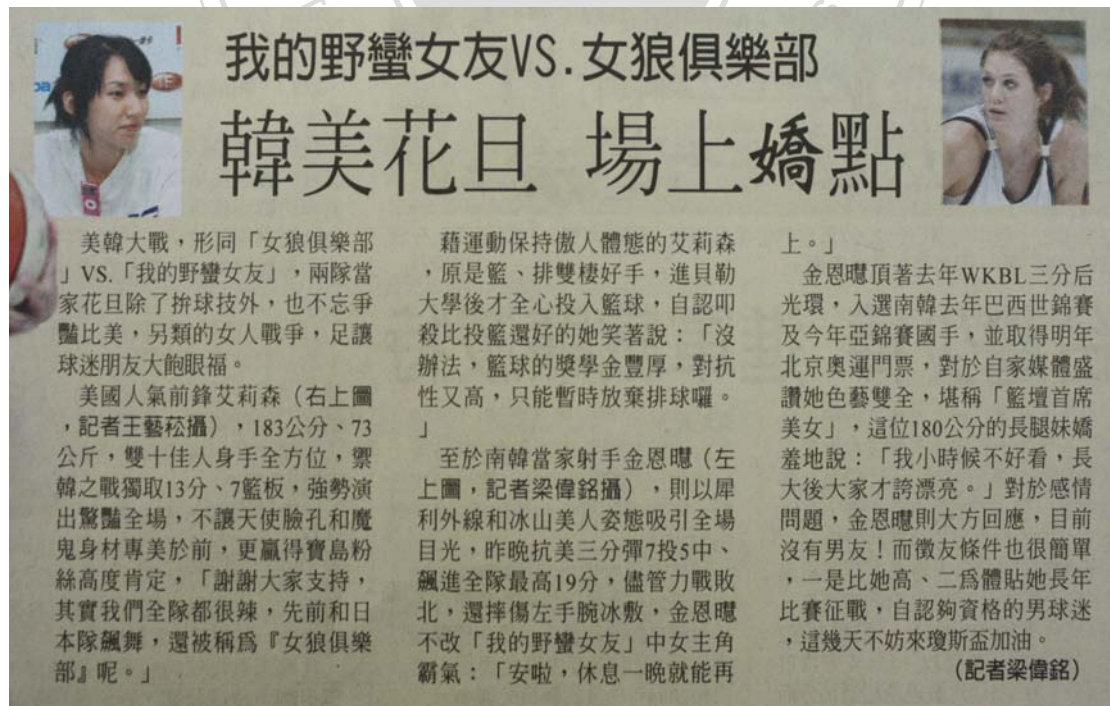 我的野蠻女友VS.女狼俱樂部
韓美花旦 場上嬌點
美韓大戰，形同「女狼俱樂部
」VS.「我的野蠻女友」，兩隊當
家花旦除了拚球技外，也不忘爭
豔比美，另類的女人戰爭，足讓
球迷朋友大飽眼福。
美國人氣前鋒艾莉森（右上圖
，記者王藝菘攝），183公分、73
公斤，雙十佳人身手全方位，禦
韓之戰獨取13分、7籃板，強勢演
出驚豔全場，不讓天使臉孔和魔
鬼身材專美於前，更贏得寶島粉
絲高度肯定，「謝謝大家支持，
其實我們全隊都很辣，先前和日
本隊飆舞，還被稱爲『女狼俱樂
部』呢。」
藉運動保持傲人體態的艾莉森
，原是籃、排雙棲好手，進貝勒
大學後才全心投入籃球，自認叩
殺比投籃還好的她笑著說：「沒
辦法，籃球的獎學金豐厚，對抗
性又高，只能暫時放棄排球囉。
」
至於南韓當家射手金恩曖（左
上圖，記者梁偉銘攝），則以犀
利外線和冰山美人姿態吸引全場
目光，昨晚抗美三分彈7投5中、
飆進全隊最高19分，儘管力戰敗
北，還摔傷左手腕冰敷，金恩曖
不改「我的野蠻女友」中女主角
霸氣：「安啦，休息一晚就能再
上。」
金恩曖頂著去年WKBL三分后
光環，入選南韓去年巴西世錦賽
及今年亞錦賽國手，並取得明年
北京奧運門票，對於自家媒體盛
讚她色藝雙全，堪稱「籃壇首席
美女」，這位180公分的長腿妹嬌
羞地說：「我小時候不好看，長
大後大家才誇漂亮。」對於感情
問題，金恩曖則大方回應，目前
沒有男友！而徵友條件也很簡單
，一是比她高、二爲體貼她長年
比賽征戰，自認夠資格的男球迷
，這幾天不妨來瓊斯盃加油。
（記者梁偉銘）